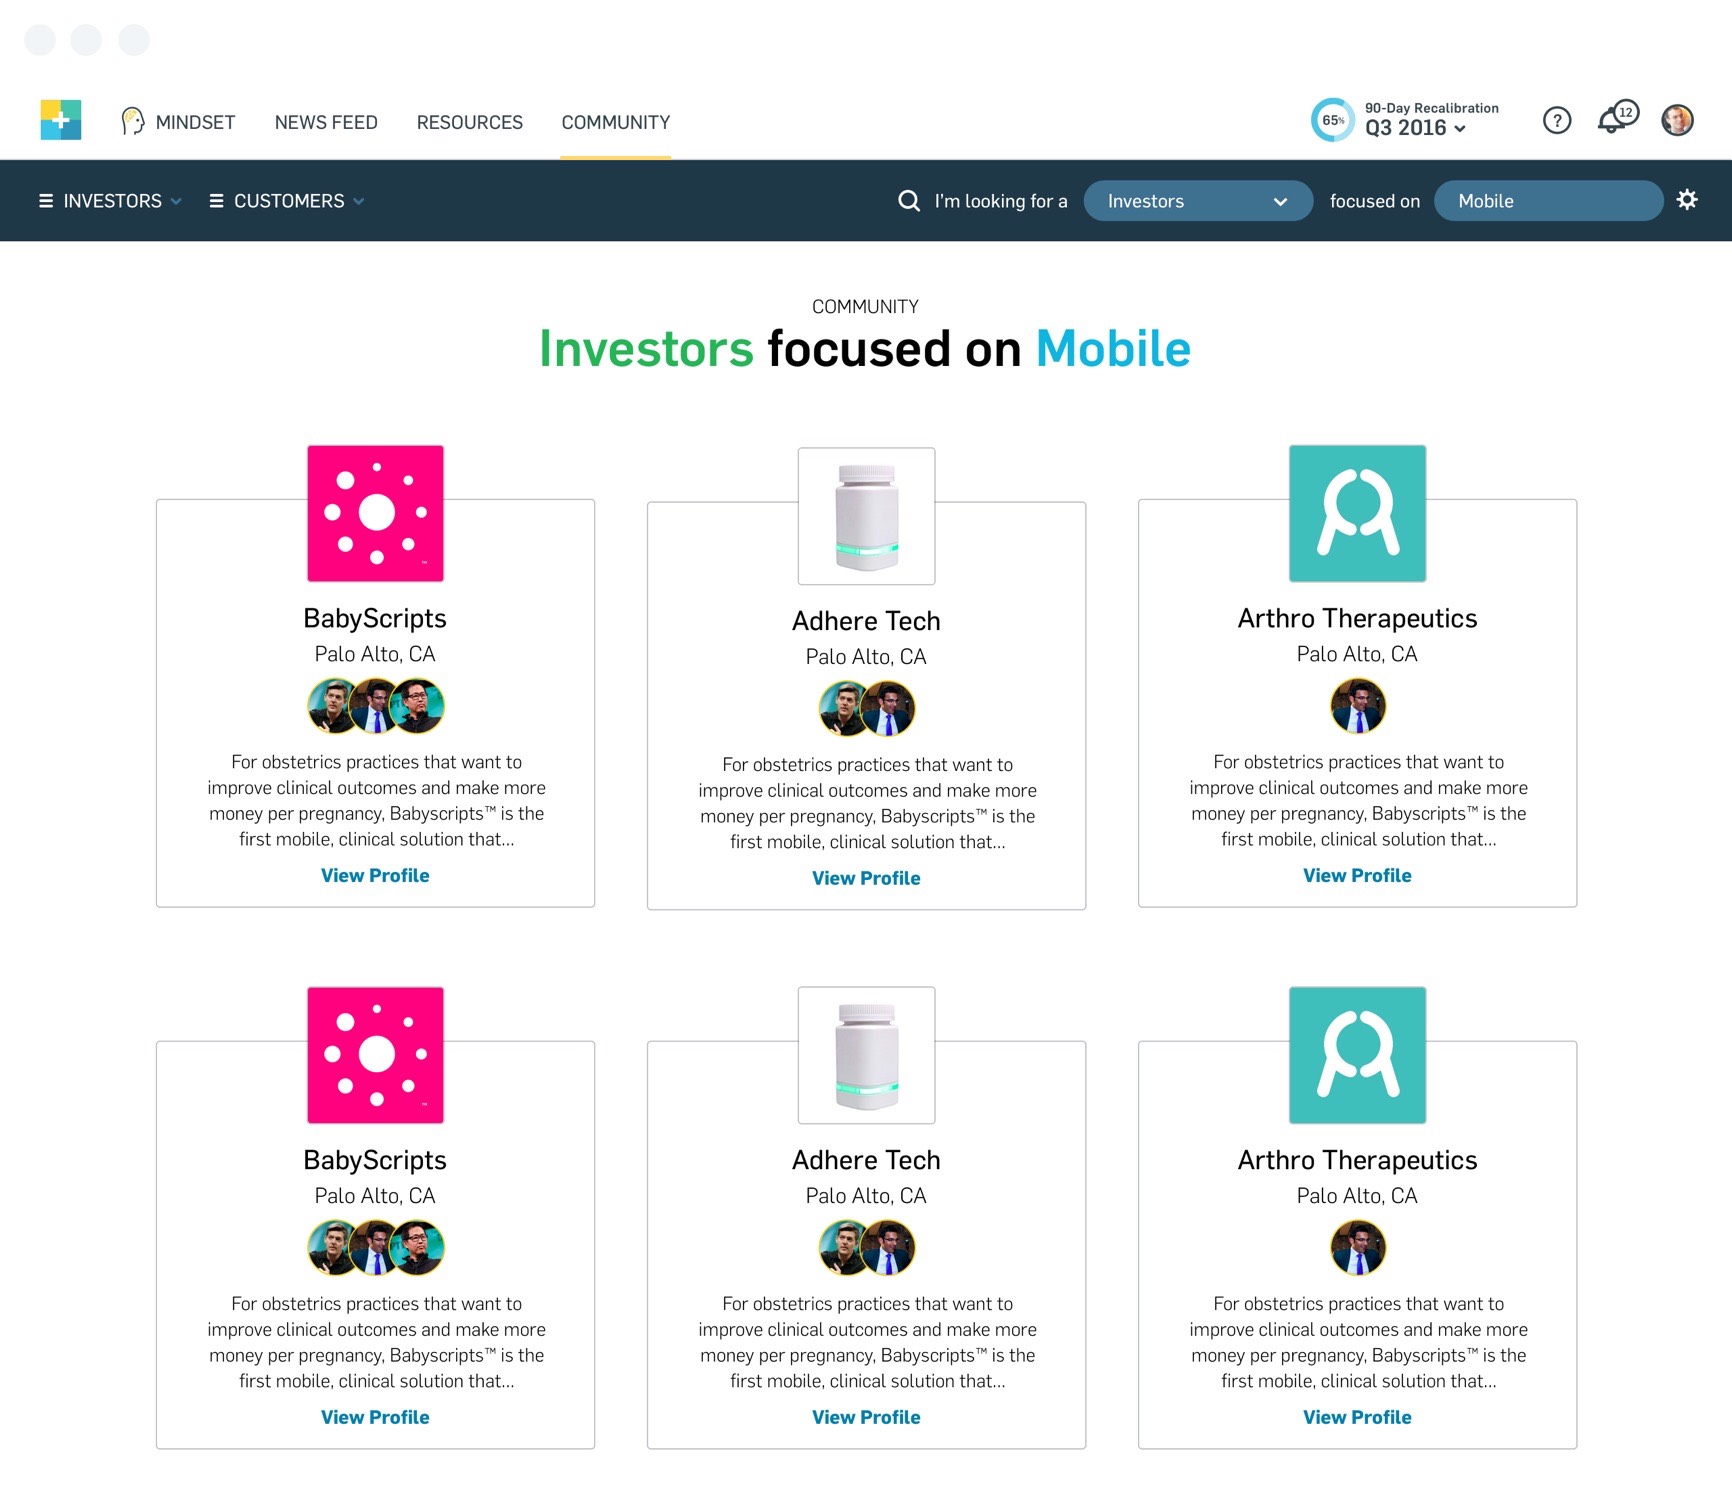 MINDSET NEWS FEED RESOURCES COMMUNITY
65%
90-Day Recalibration
Q3 2016
?
12
INVESTORS CUSTOMERS I'm looking for a Investors focused on Mobile
COMMUNITY
Investors focused on Mobile
BabyScripts
Palo Alto, CA
For obstetrics practices that want to
improve clinical outcomes and make more
money per pregnancy, Babyscripts™ is the
first mobile, clinical solution that...
View Profile
Adhere Tech
Palo Alto, CA
For obstetrics practices that want to
improve clinical outcomes and make more
money per pregnancy, Babyscripts™ is the
first mobile, clinical solution that...
View Profile
Arthro Therapeutics
Palo Alto, CA
For obstetrics practices that want to
improve clinical outcomes and make more
money per pregnancy, Babyscripts™ is the
first mobile, clinical solution that...
View Profile
™
BabyScripts
Palo Alto, CA
For obstetrics practices that want to
improve clinical outcomes and make more
money per pregnancy, Babyscripts™ is the
first mobile, clinical solution that...
View Profile
Adhere Tech
Palo Alto, CA
For obstetrics practices that want to
improve clinical outcomes and make more
money per pregnancy, Babyscripts™ is the
first mobile, clinical solution that...
View Profile
Arthro Therapeutics
Palo Alto, CA
For obstetrics practices that want to
improve clinical outcomes and make more
money per pregnancy, Babyscripts™ is the
first mobile, clinical solution that...
View Profile